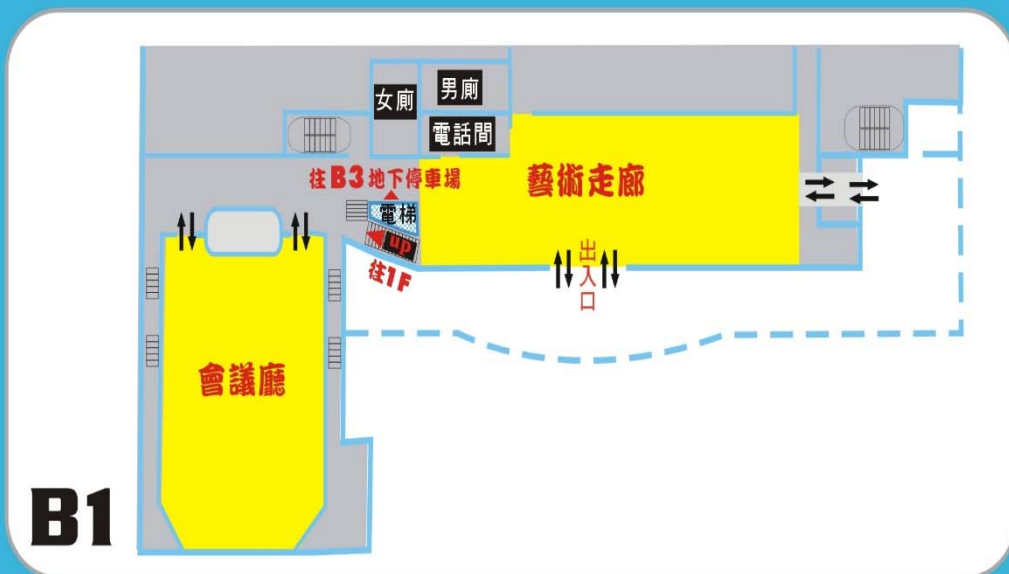 女廁
男廁
電話間
往B3地下停車場
藝術走廊
電梯
up
往1F
出入口
會議廳
B1